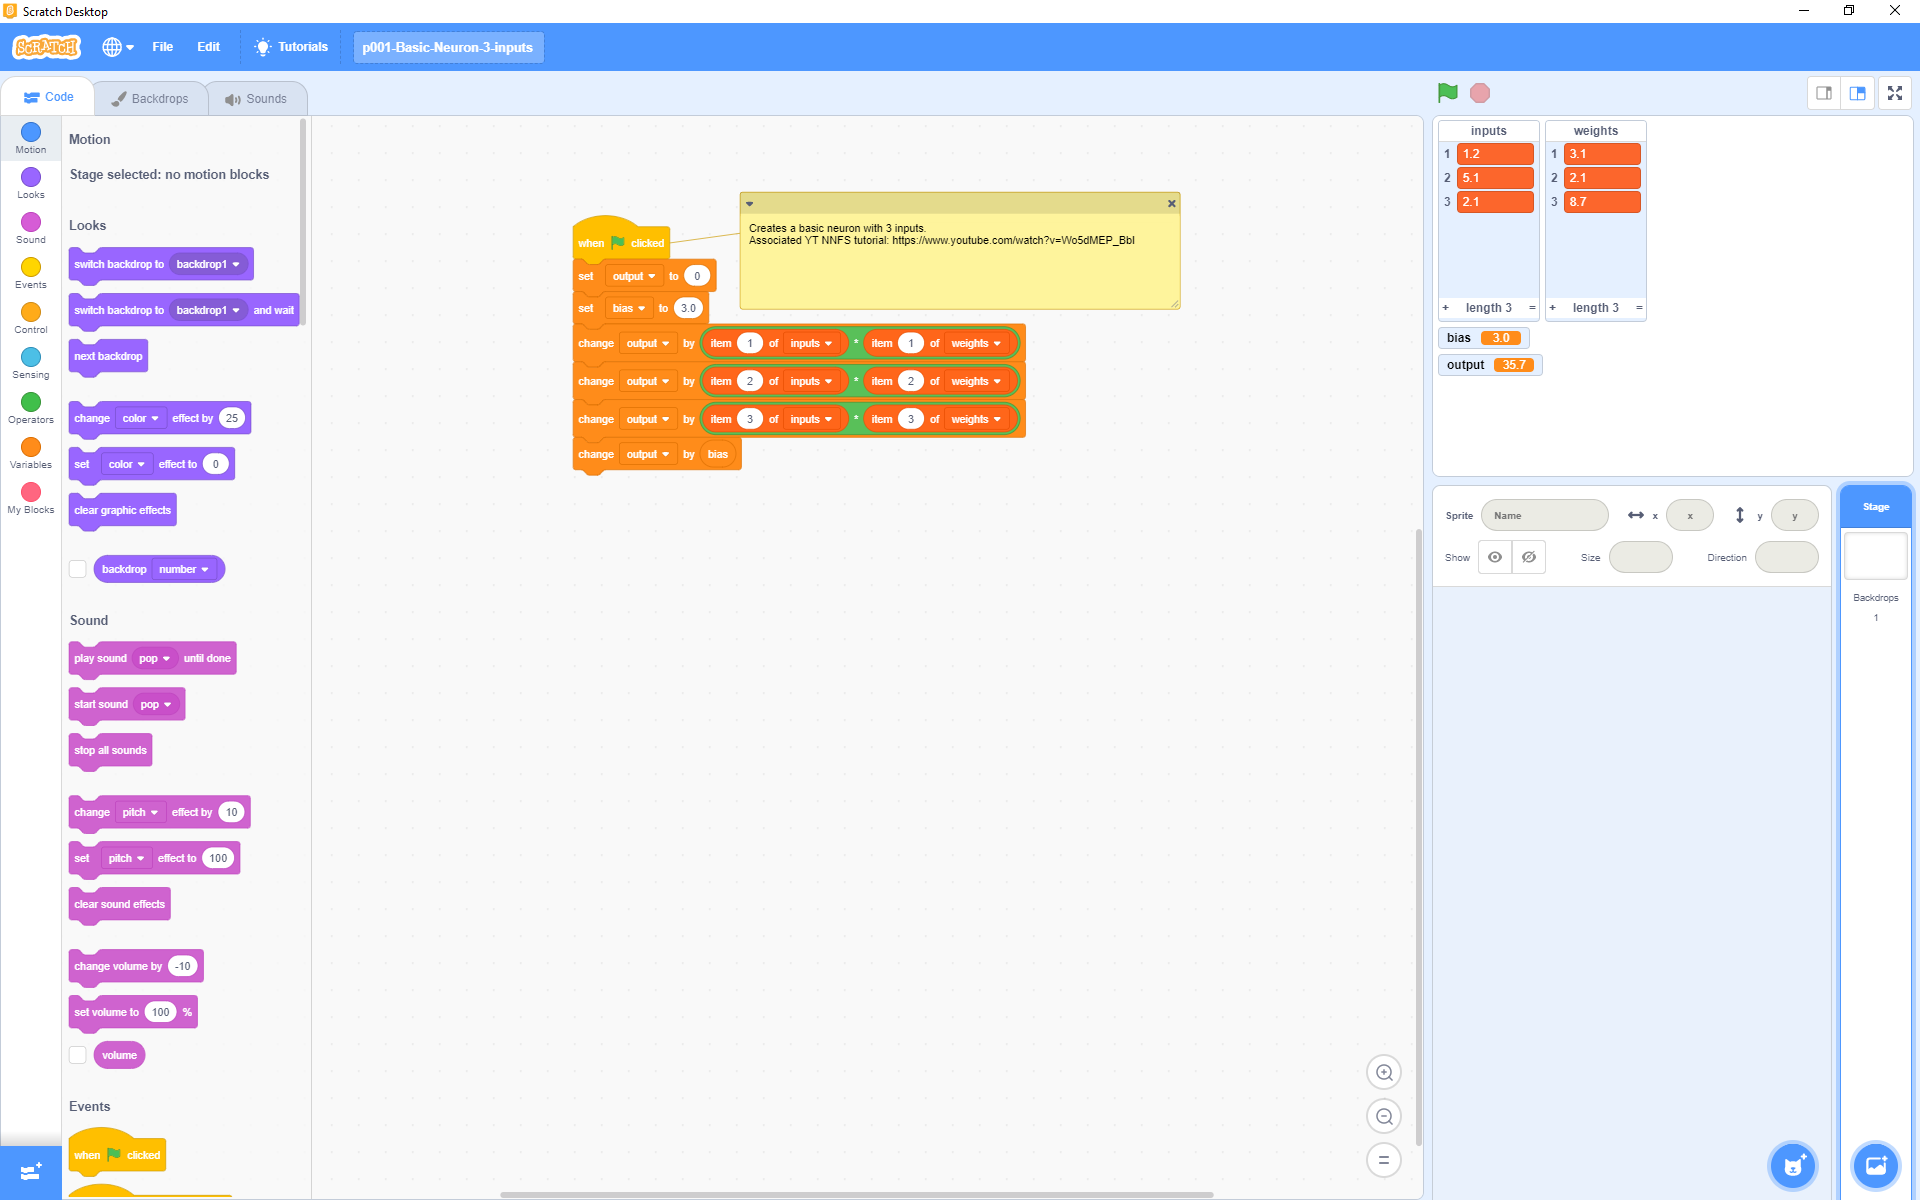 Scratch Desktop
SCRATCH File Edit Tutorials p001-Basic-Neuron-3-inputs
Code Backdrops Sounds
Motion
Looks
Sound
Events
Control
Sensing
Operators
Variables
My Blocks
Motion
Stage selected: no motion blocks
Looks
switch backdrop to backdrop1
switch backdrop to backdrop1 and wait
next backdrop
change color effect by 25
set color effect to 0
clear graphic effects
backdrop number
Sound
play sound pop until done
start sound pop
stop all sounds
change pitch effect by 10
set pitch effect to 100
clear sound effects
change volume by -10
set volume to 100 %
volume
Events
when clicked
when clicked
set output to 0
set bias to 3.0
change output by item 1 of inputs * item 1 of weights
change output by item 2 of inputs * item 2 of weights
change output by item 3 of inputs * item 3 of weights
change output by bias
Creates a basic neuron with 3 inputs.
Associated YT NNFS tutorial: https://www.youtube.com/watch?v=Wo5dMEP_BbI
inputs
1 1.2
2 5.1
3 2.1
+ length 3 =
weights
1 3.1
2 2.1
3 8.7
+ length 3 =
bias 3.0
output 35.7
Sprite Name x x y y
Show Size Direction
Stage
Backdrops
1